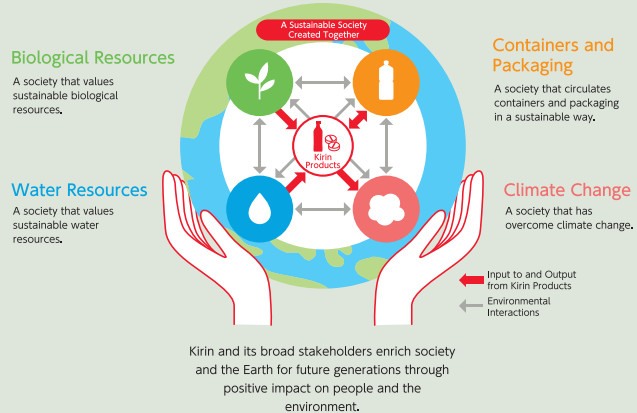 A Sustainable Society
Created Together
Biological Resources
A society that values
sustainable biological
resources.
Containers and
Packaging
A society that circulates
containers and packaging
in a sustainable way.
Kirin
Products
Water Resources
A society that values
sustainable water
resources.
Climate Change
A society that has
overcome climate change.
Input to and Output
from Kirin Products
Environmental
Interactions
Kirin and its broad stakeholders enrich society
and the Earth for future generations through
positive impact on people and the
environment.